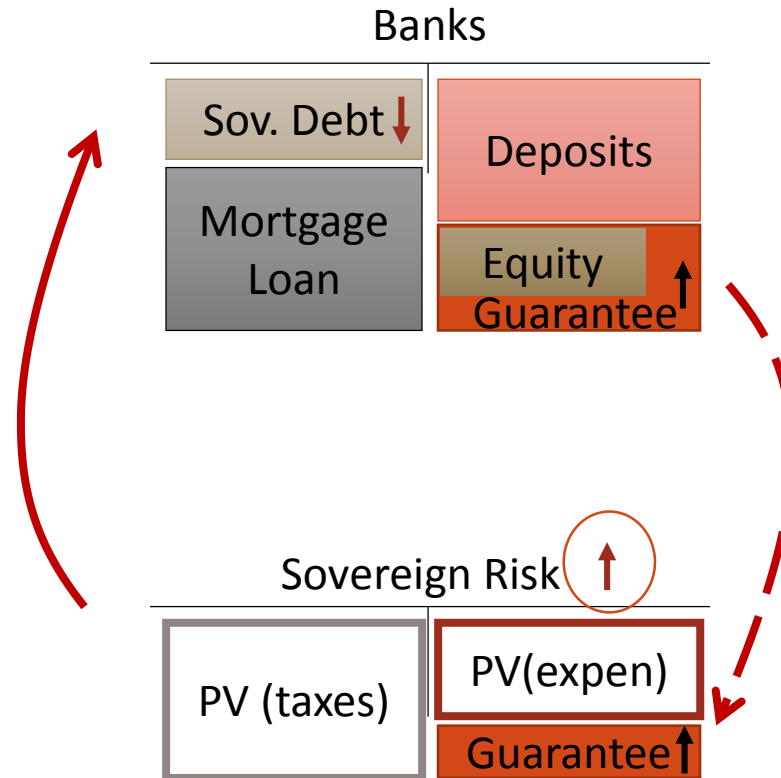 Banks
Sov. Debt
Deposits
Mortgage
Loan
Equity
Guarantee
Sovereign Risk
PV (taxes)
PV(expen)
Guarantee